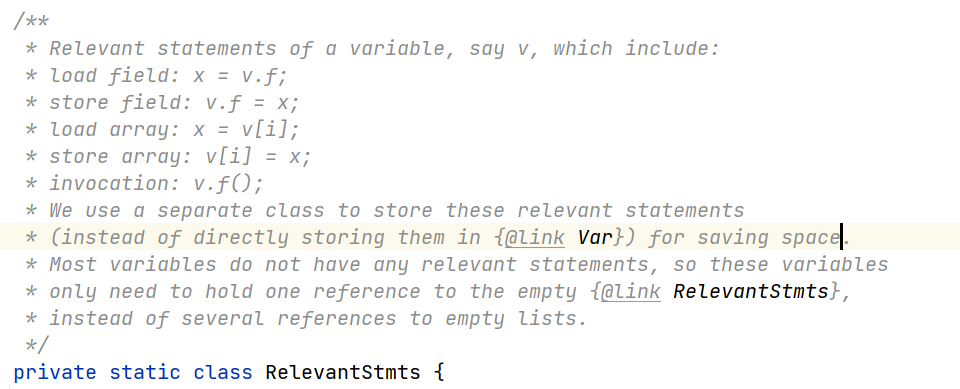 /**
* Relevant statements of a variable, say v, which include:
* load field: x = v.f;
* store field: v.f = x;
* load array: x = v[i];
* store array: v[i] = x;
* invocation: v.f();
* We use a separate class to store these relevant statements
* (instead of directly storing them in {@link Var}) for saving space.
* Most variables do not have any relevant statements, so these variables
* only need to hold one reference to the empty {@link RelevantStmts},
* instead of several references to empty lists.
*/
private static class RelevantStmts {